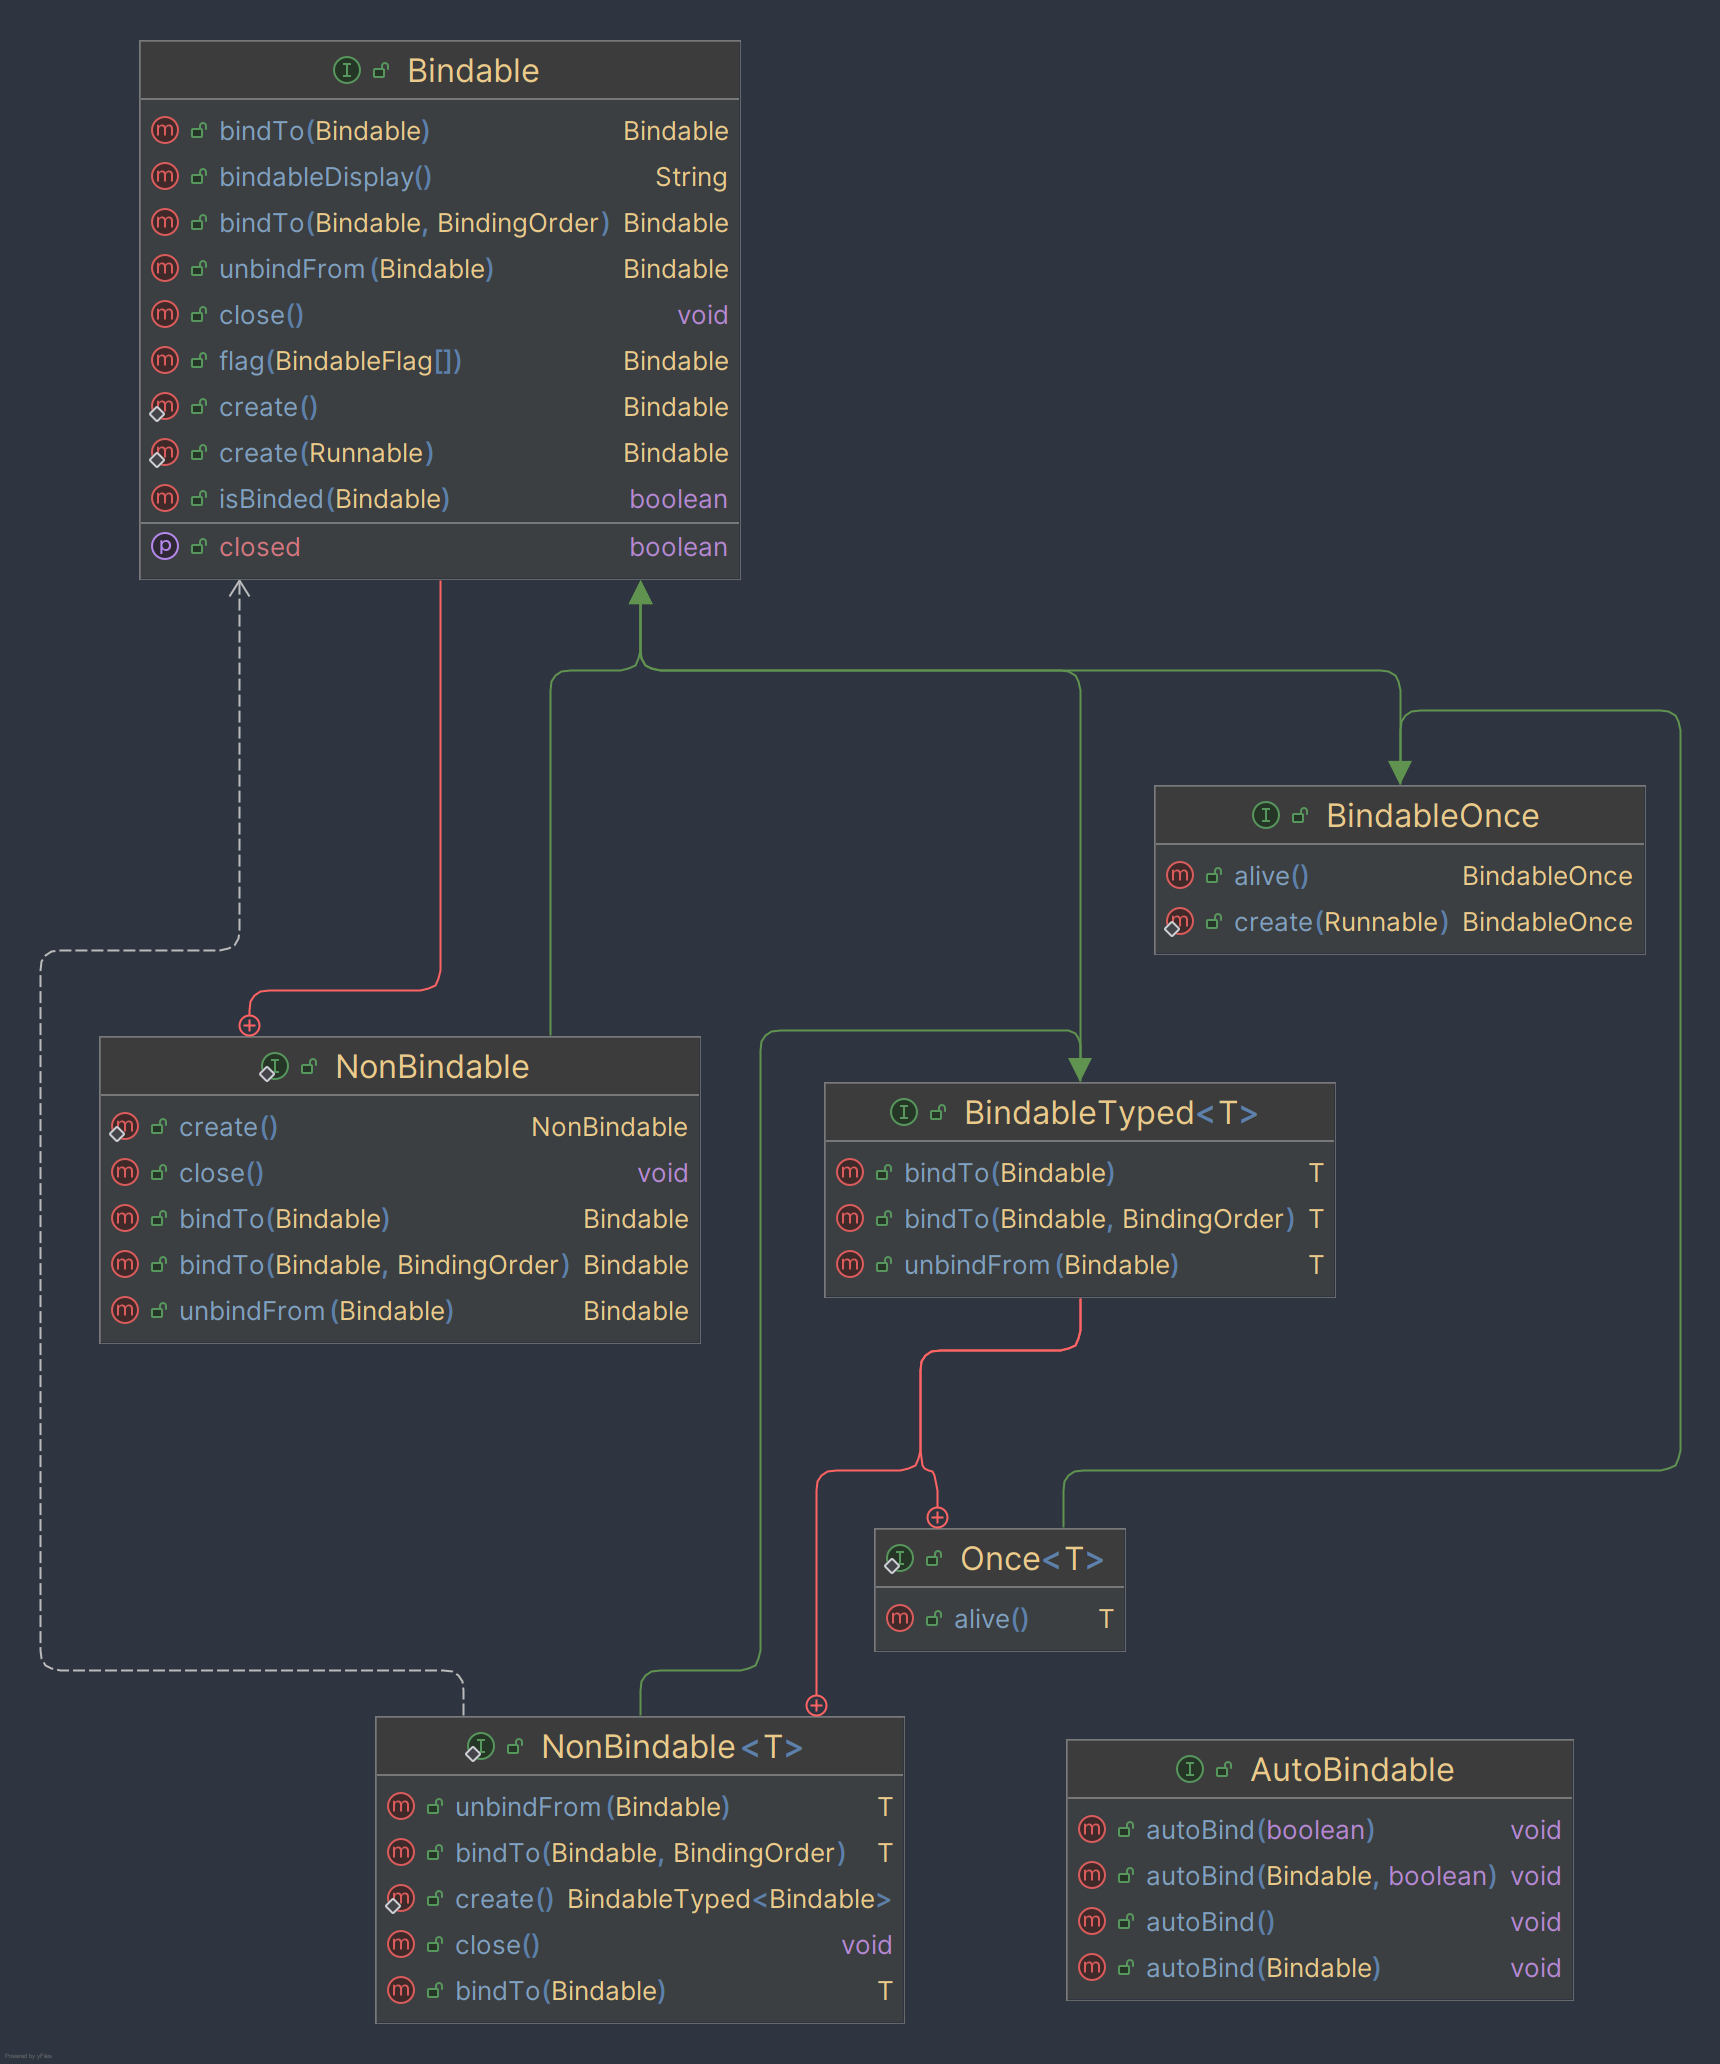 Bindable
bindTo(Bindable) Bindable
bindableDisplay() String
bindTo(Bindable, BindingOrder) Bindable
unbindFrom(Bindable) Bindable
close() void
flag(BindableFlag[]) Bindable
create() Bindable
create(Runnable) Bindable
isBinded(Bindable) boolean
closed boolean
BindableOnce
alive() BindableOnce
create(Runnable) BindableOnce
NonBindable
create() NonBindable
close() void
bindTo(Bindable) Bindable
bindTo(Bindable, BindingOrder) Bindable
unbindFrom(Bindable) Bindable
BindableTyped<T>
bindTo(Bindable) T
bindTo(Bindable, BindingOrder) T
unbindFrom(Bindable) T
Once<T>
alive() T
NonBindable<T>
unbindFrom(Bindable) T
bindTo(Bindable, BindingOrder) T
create() BindableTyped<Bindable>
close() void
bindTo(Bindable) T
AutoBindable
autoBind(boolean) void
autoBind(Bindable, boolean) void
autoBind() void
autoBind(Bindable) void
Powered by yFiles